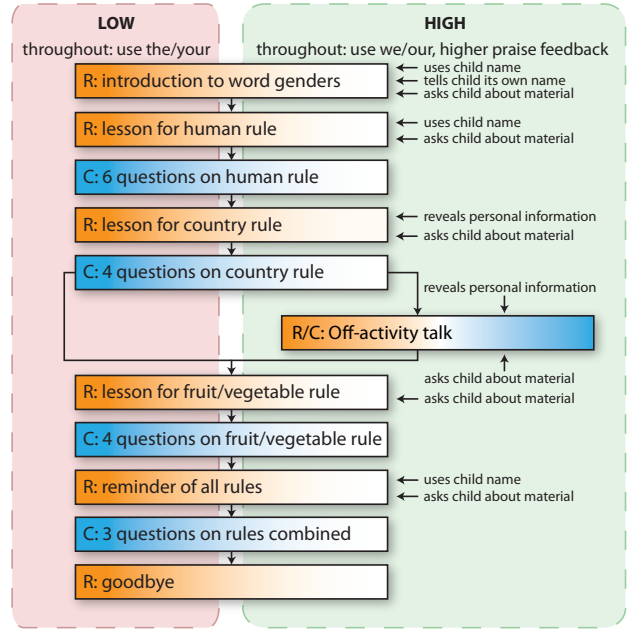 LOW
HIGH
throughout: use the/your
throughout: use we/our, higher praise feedback
R: introduction to word genders
uses child name
tells child its own name
asks child about material
R: lesson for human rule
uses child name
asks child about material
C: 6 questions on human rule
R: lesson for country rule
reveals personal information
asks child about material
C: 4 questions on country rule
reveals personal information
R/C: Off-activity talk
asks child about material
R: lesson for fruit/vegetable rule
asks child about material
C: 4 questions on fruit/vegetable rule
R: reminder of all rules
uses child name
asks child about material
C: 3 questions on rules combined
R: goodbye